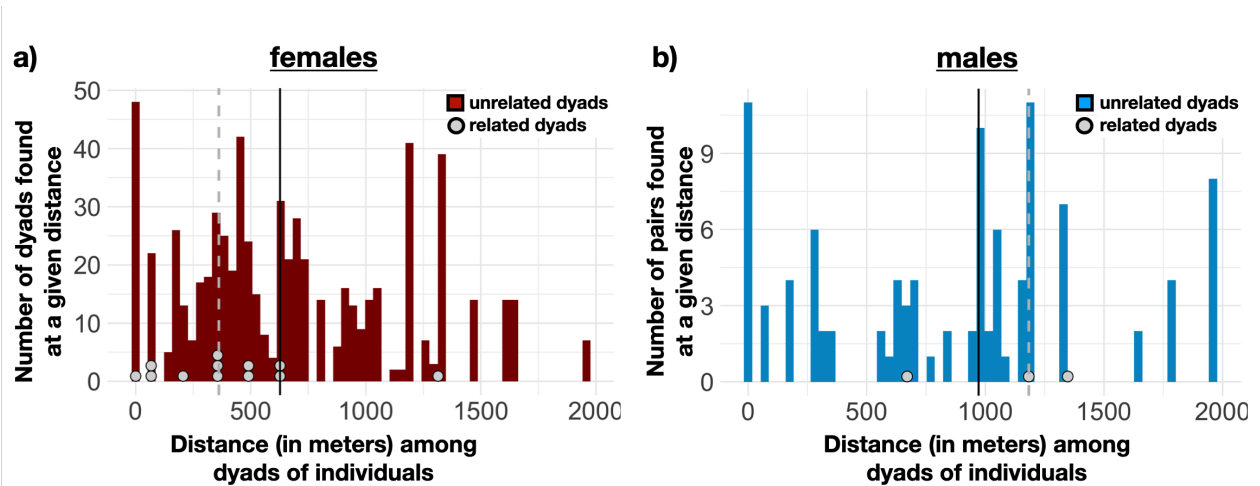 a)
females
unrelated dyads
related dyads
Number of dyads found
at a given distance
50
40
30
20
10
0
0
500
1000
1500
2000
Distance (in meters) among
dyads of individuals
b)
males
unrelated dyads
related dyads
Number of pairs found
at a given distance
9
6
3
0
0
500
1000
1500
2000
Distance (in meters) among
dyads of individuals